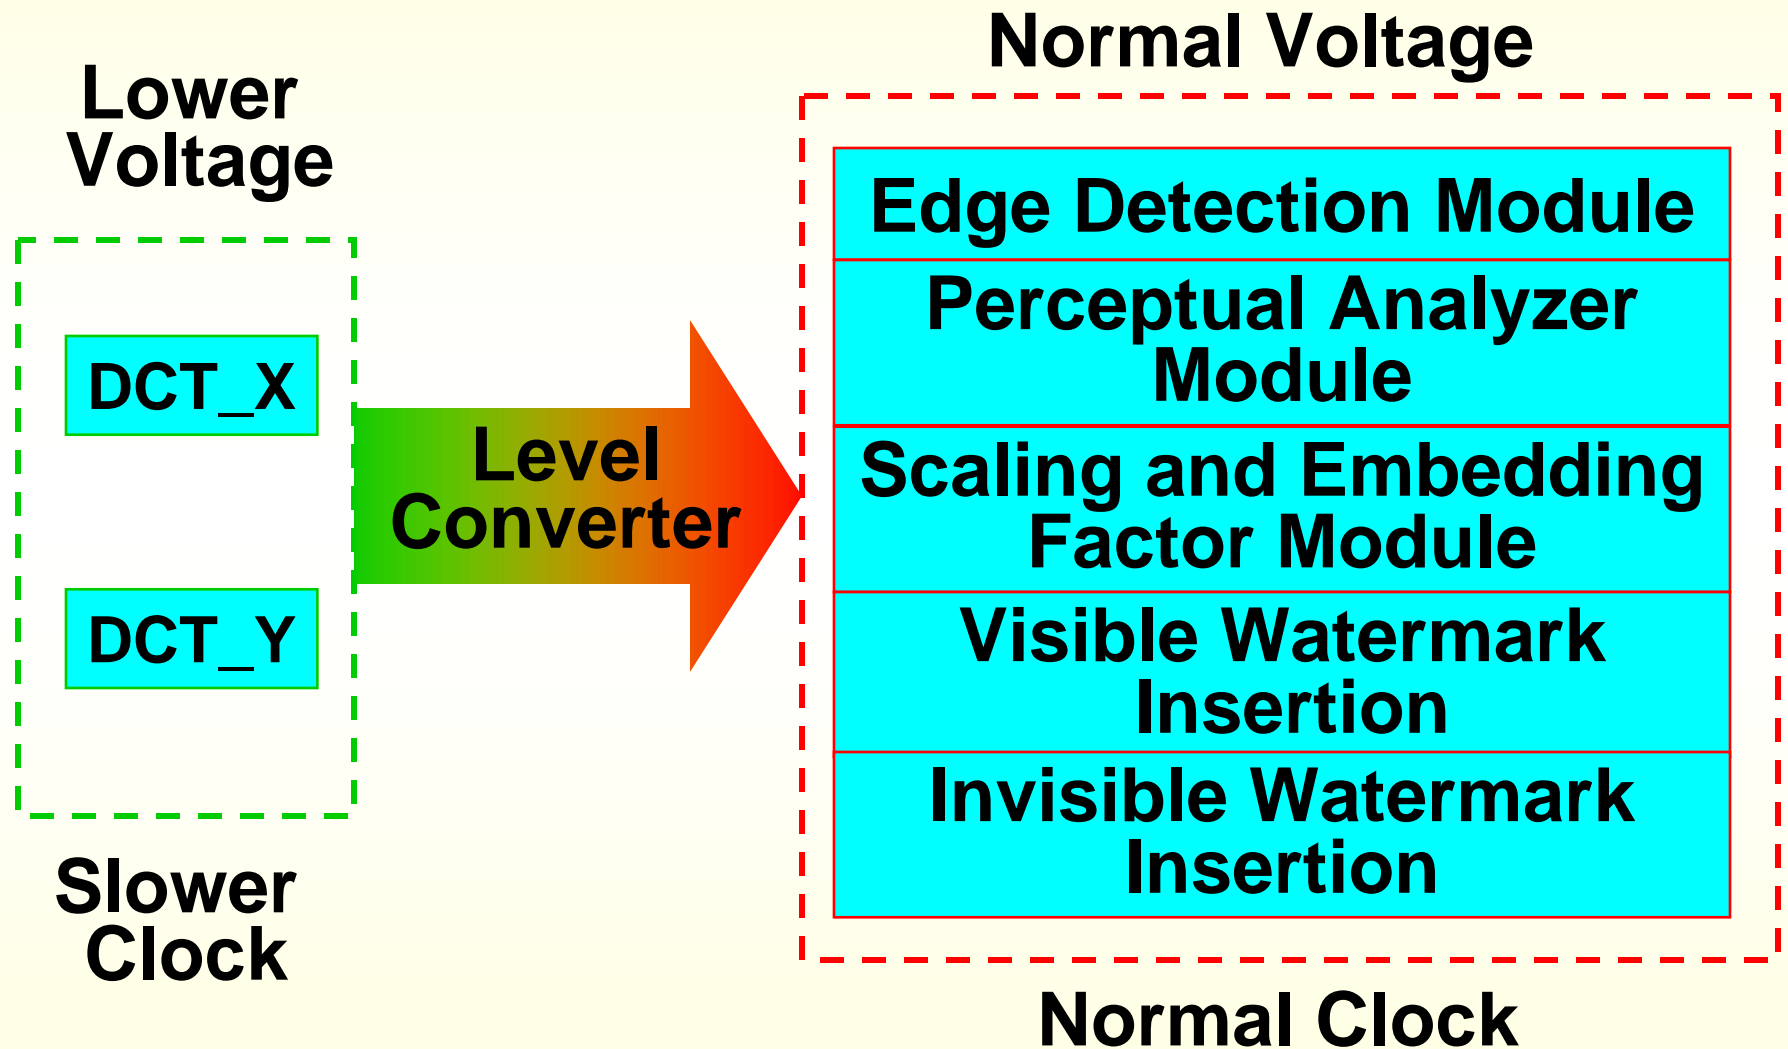 Lower
Voltage
DCT_X
DCT_Y
Slower
Clock
Level
Converter
Normal Voltage
Edge Detection Module
Perceptual Analyzer
Module
Scaling and Embedding
Factor Module
Visible Watermark
Insertion
Invisible Watermark
Insertion
Normal Clock